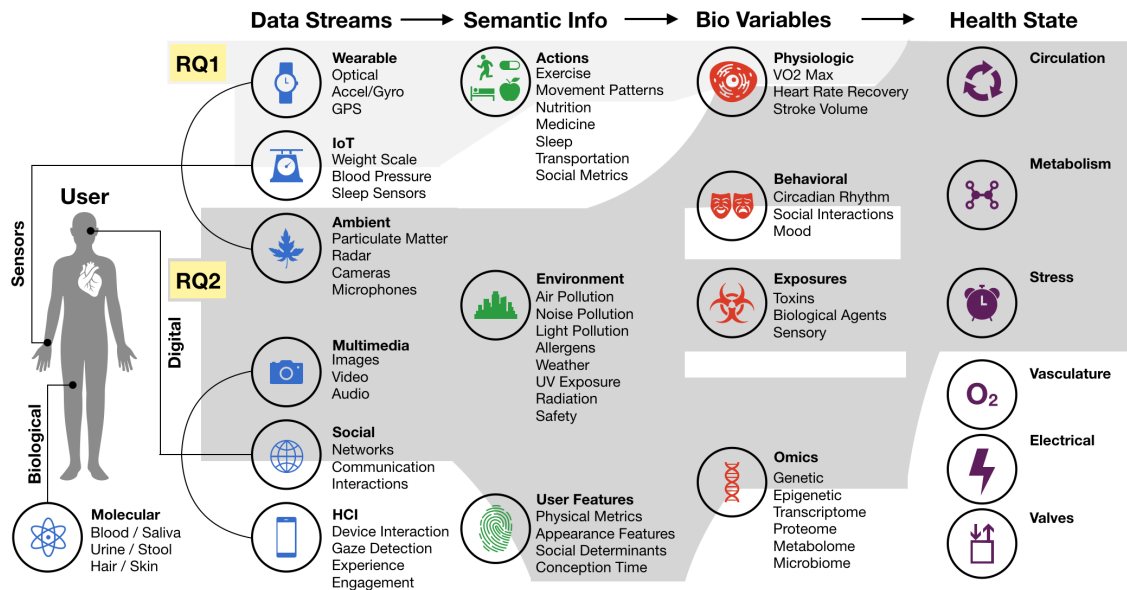 Data Streams
Semantic Info
Bio Variables
Health State
RQ1
Wearable
Optical
Accel/Gyro
GPS
IoT
Weight Scale
Blood Pressure
Sleep Sensors
User
Sensors
RQ2
Ambient
Particulate Matter
Radar
Cameras
Microphones
Digital
Multimedia
Images
Video
Audio
Biological
Social
Networks
Communication
Interactions
Molecular
Blood / Saliva
Urine / Stool
Hair / Skin
HCI
Device Interaction
Gaze Detection
Experience
Engagement
Actions
Exercise
Movement Patterns
Nutrition
Medicine
Sleep
Transportation
Social Metrics
Environment
Air Pollution
Noise Pollution
Light Pollution
Allergens
Weather
UV Exposure
Radiation
Safety
User Features
Physical Metrics
Appearance Features
Social Determinants
Conception Time
Physiologic
VO2 Max
Heart Rate Recovery
Stroke Volume
Behavioral
Circadian Rhythm
Social Interactions
Mood
Exposures
Toxins
Biological Agents
Sensory
Omics
Genetic
Epigenetic
Transcriptome
Proteome
Metabolome
Microbiome
Circulation
Metabolism
Stress
Vasculature
O₂
Electrical
Valves